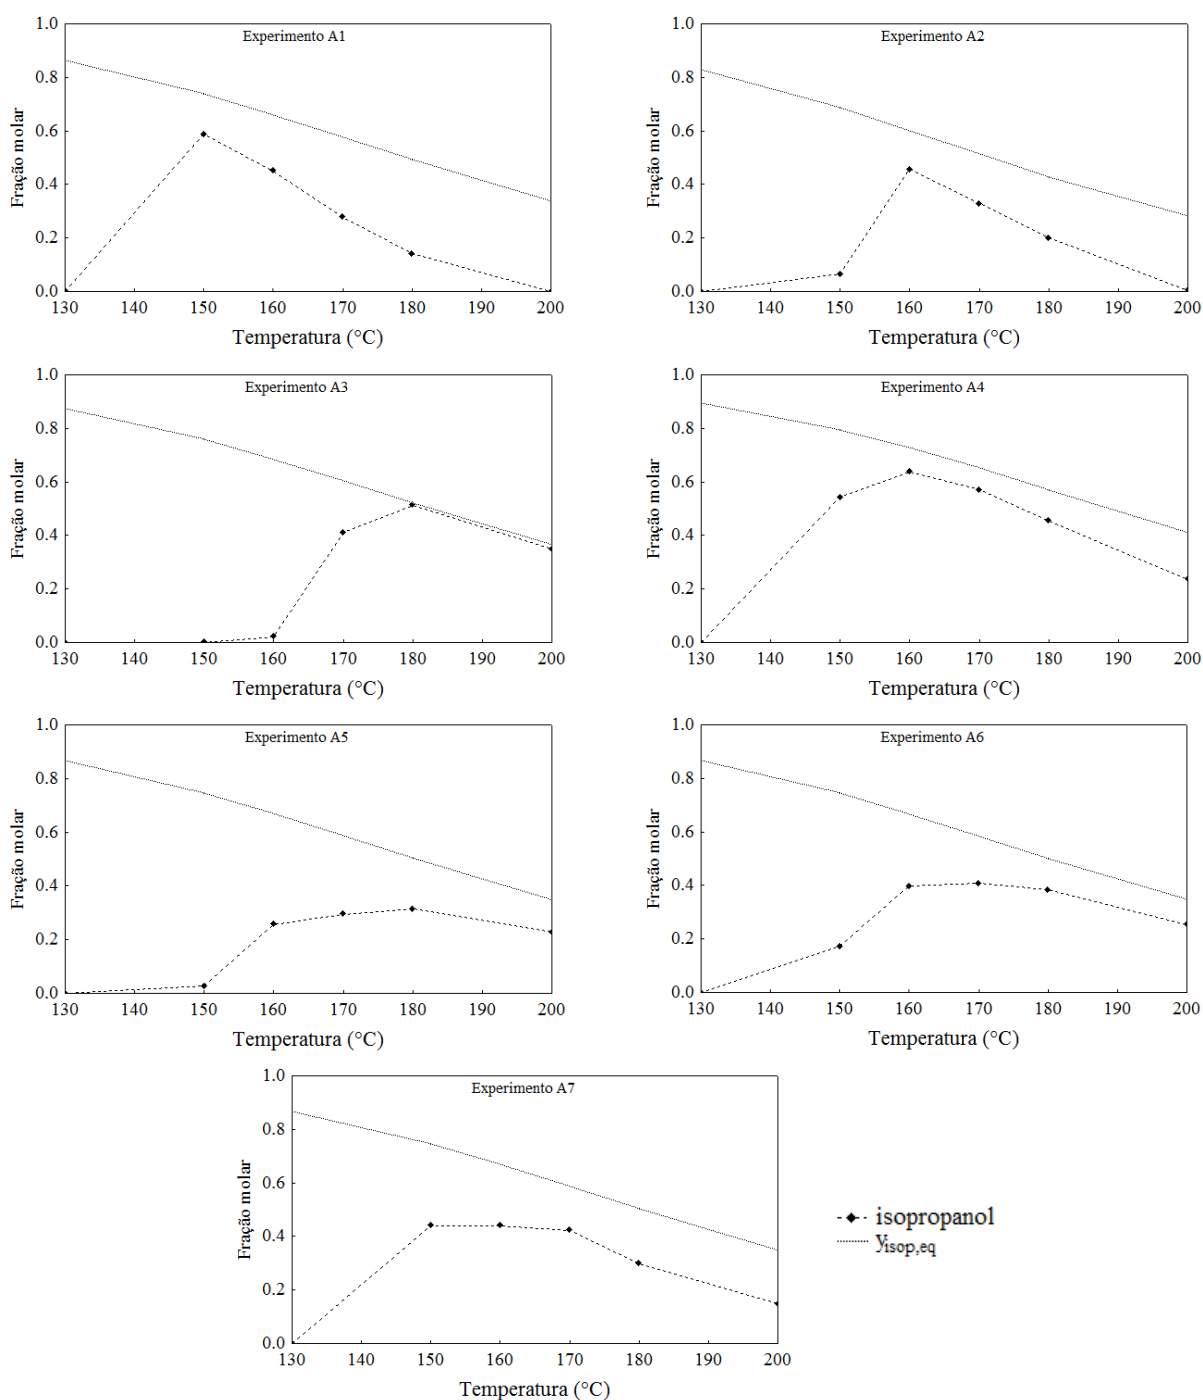 Experimento A1
Fração molar
1.0
0.8
0.6
0.4
0.2
0.0
130 140 150 160 170 180 190 200
Temperatura (°C)
Experimento A2
Fração molar
1.0
0.8
0.6
0.4
0.2
0.0
130 140 150 160 170 180 190 200
Temperatura (°C)
Experimento A3
Fração molar
1.0
0.8
0.6
0.4
0.2
0.0
130 140 150 160 170 180 190 200
Temperatura (°C)
Experimento A4
Fração molar
1.0
0.8
0.6
0.4
0.2
0.0
130 140 150 160 170 180 190 200
Temperatura (°C)
Experimento A5
Fração molar
1.0
0.8
0.6
0.4
0.2
0.0
130 140 150 160 170 180 190 200
Temperatura (°C)
Experimento A6
Fração molar
1.0
0.8
0.6
0.4
0.2
0.0
130 140 150 160 170 180 190 200
Temperatura (°C)
Experimento A7
Fração molar
1.0
0.8
0.6
0.4
0.2
0.0
130 140 150 160 170 180 190 200
Temperatura (°C)
isopropanol
yisop,eq